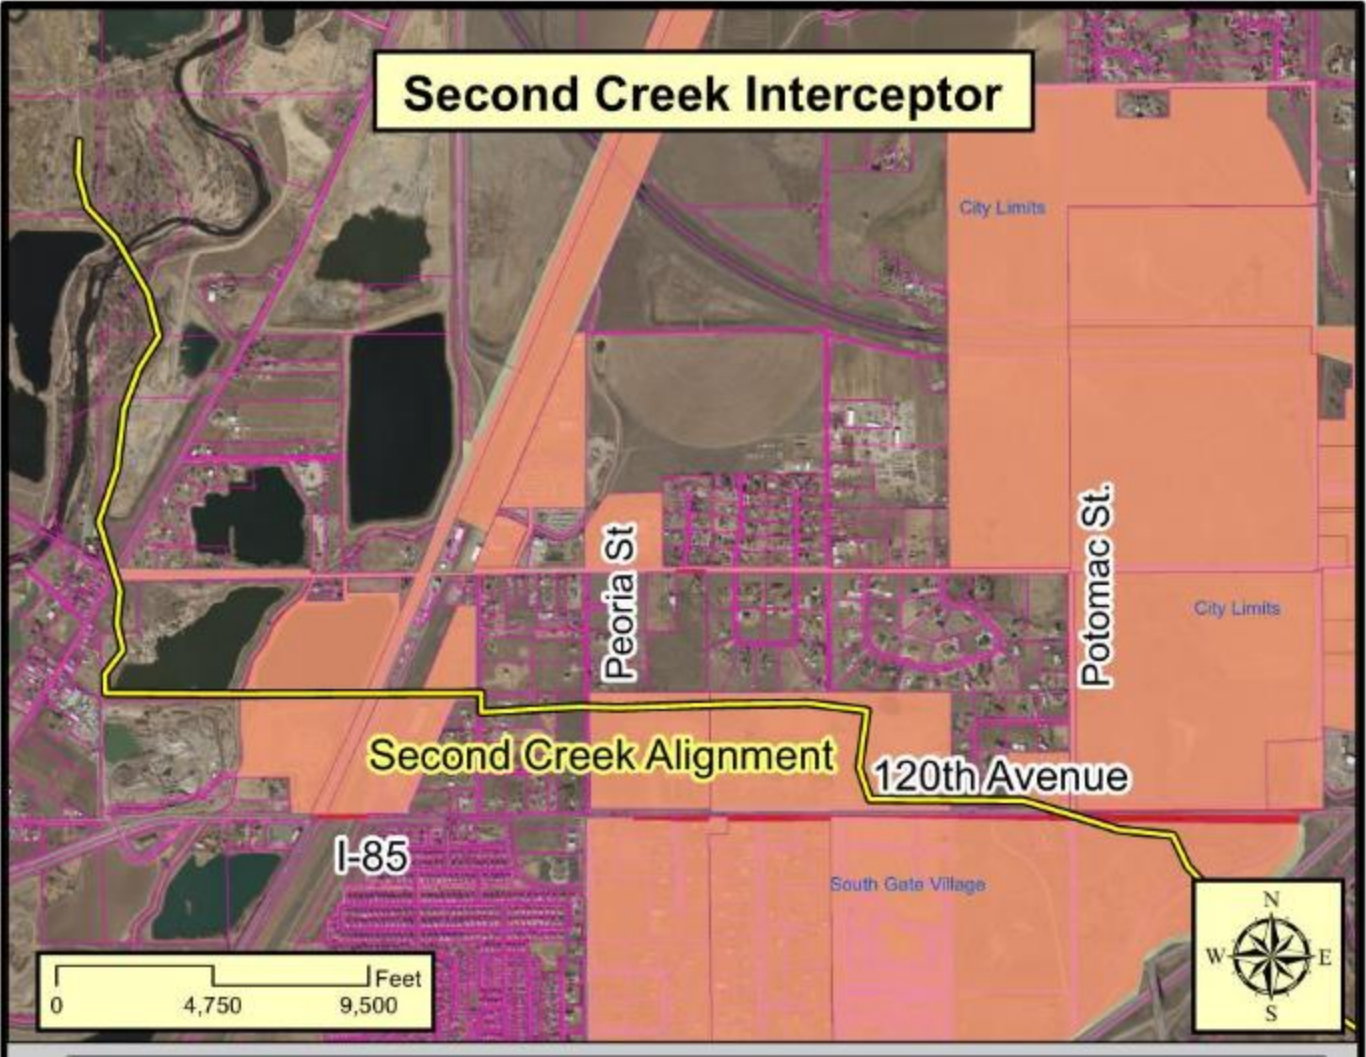 Second Creek Interceptor
City Limits
Peoria St
Potomac St.
City Limits
Second Creek Alignment
120th Avenue
I-85
South Gate Village
N
W
E
S
Feet
0
4,750
9,500